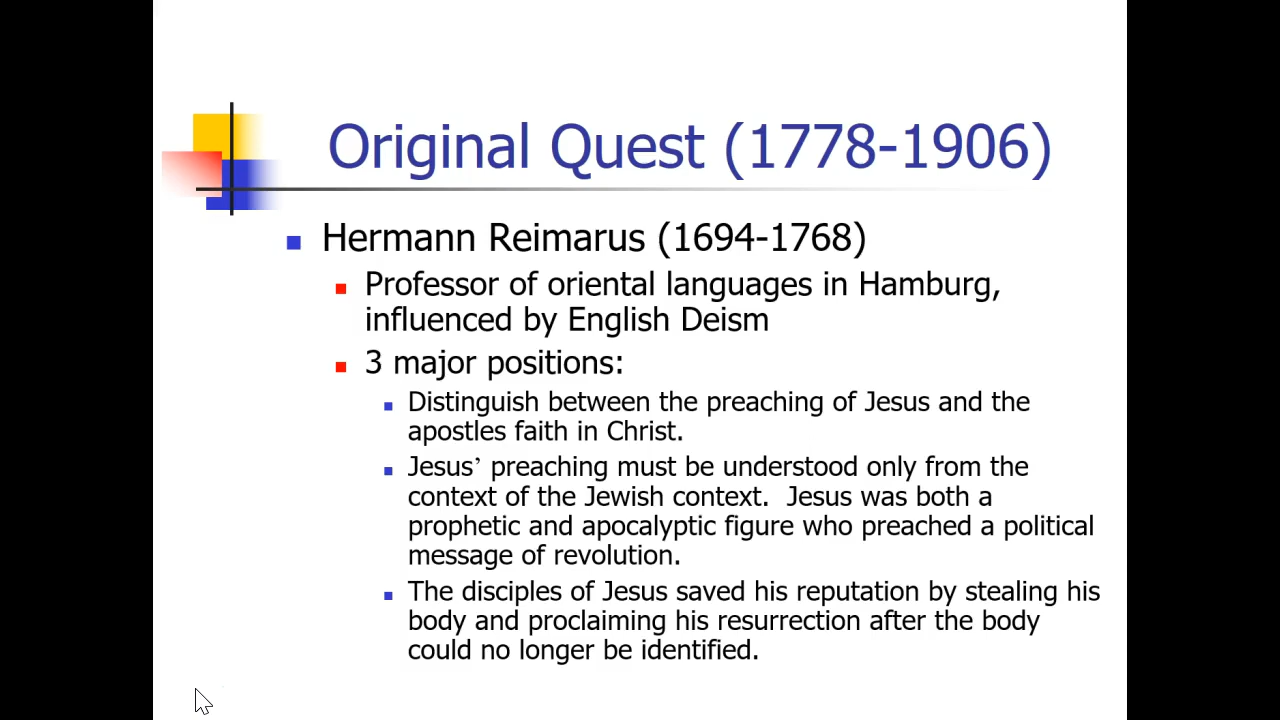 Original Quest (1778-1906)
Hermann Reimarus (1694-1768)
Professor of oriental languages in Hamburg,
influenced by English Deism
3 major positions:
Distinguish between the preaching of Jesus and the
apostles faith in Christ.
Jesus’ preaching must be understood only from the
context of the Jewish context.  Jesus was both a
prophetic and apocalyptic figure who preached a political
message of revolution.
The disciples of Jesus saved his reputation by stealing his
body and proclaiming his resurrection after the body
could no longer be identified.